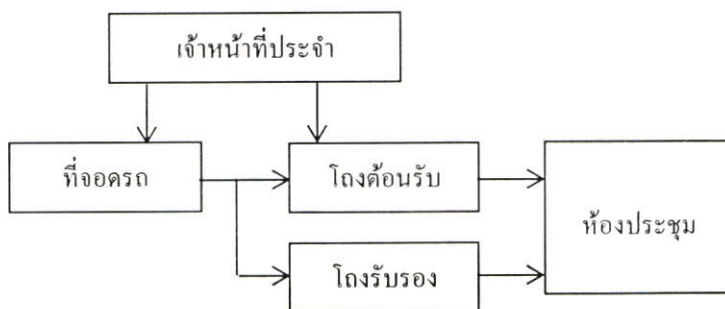 เจ้าหน้าที่ประจำ
ที่จอดรถ
โถงต้อนรับ
ห้องประชุม
โถงรับรอง